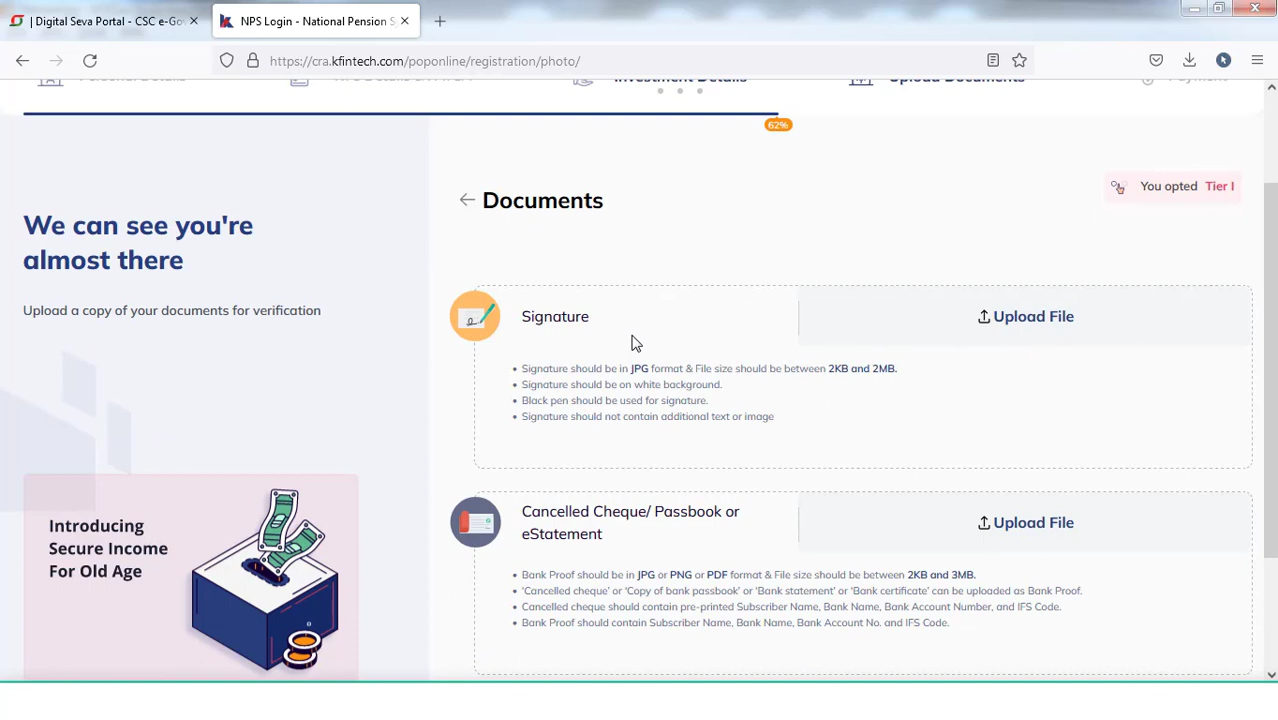 | Digital Seva Portal - CSC e-Gov
NPS Login - National Pension S
https://cra.kfintech.com/poponline/registration/photo/
Investment Details
Upload Documents
62%
You opted Tier I
Documents
We can see you're
almost there
Upload a copy of your documents for verification
Signature
Upload File
• Signature should be in JPG format & File size should be between 2KB and 2MB.
• Signature should be on white background.
• Black pen should be used for signature.
• Signature should not contain additional text or image
Cancelled Cheque/ Passbook or
eStatement
Upload File
• Bank Proof should be in JPG or PNG or PDF format & File size should be between 2KB and 3MB.
• 'Cancelled cheque' or 'Copy of bank passbook' or 'Bank statement' or 'Bank certificate' can be uploaded as Bank Proof.
• Cancelled cheque should contain pre-printed Subscriber Name, Bank Name, Bank Account Number, and IFS Code.
• Bank Proof should contain Subscriber Name, Bank Name, Bank Account No. and IFS Code.
Introducing
Secure Income
For Old Age